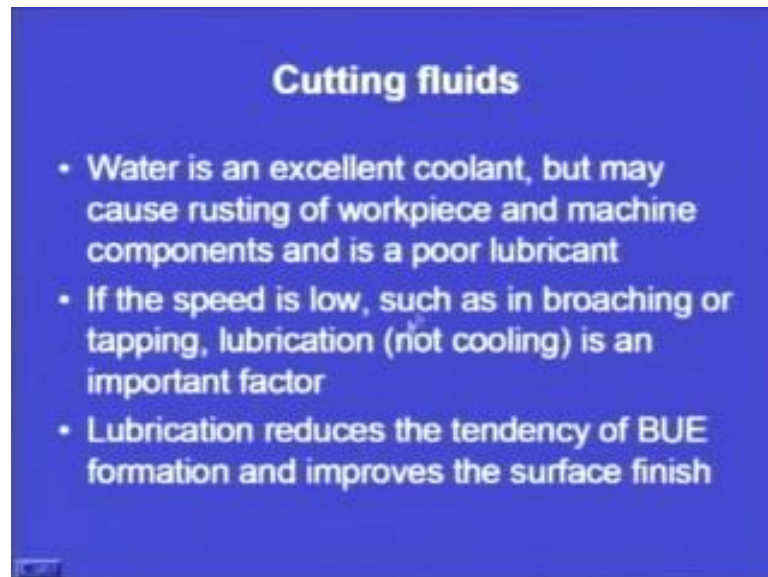 Cutting fluids
• Water is an excellent coolant, but may
cause rusting of workpiece and machine
components and is a poor lubricant
• If the speed is low, such as in broaching or
tapping, lubrication (not cooling) is an
important factor
• Lubrication reduces the tendency of BUE
formation and improves the surface finish